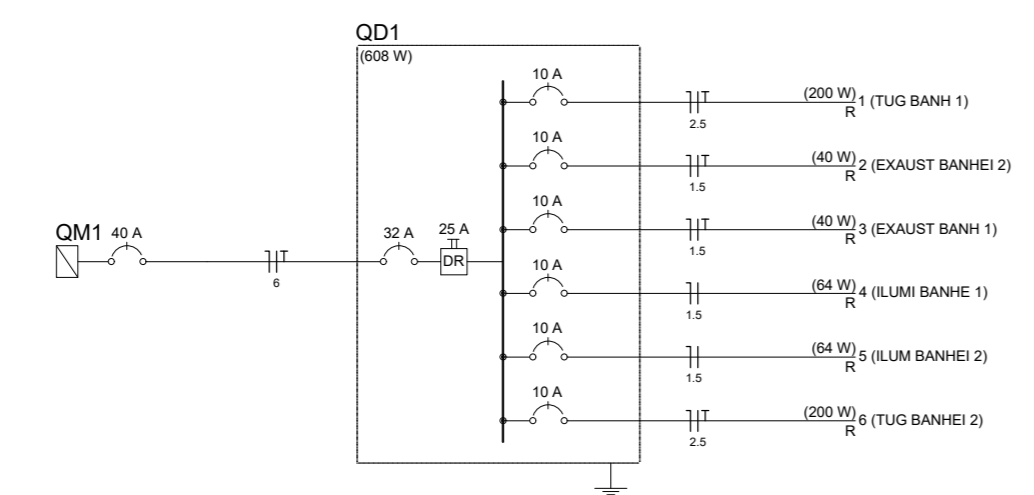 QD1
(608 W)
QM1
40 A
6
32 A
25 A
DR
10 A
T
2.5
(200 W)
R
1 (TUG BANH 1)
10 A
T
1.5
(40 W)
R
2 (EXAUST BANHEI 2)
10 A
T
1.5
(40 W)
R
3 (EXAUST BANH 1)
10 A
1.5
(64 W)
R
4 (ILUMI BANHE 1)
10 A
1.5
(64 W)
R
5 (ILUM BANHEI 2)
10 A
T
2.5
(200 W)
R
6 (TUG BANHEI 2)